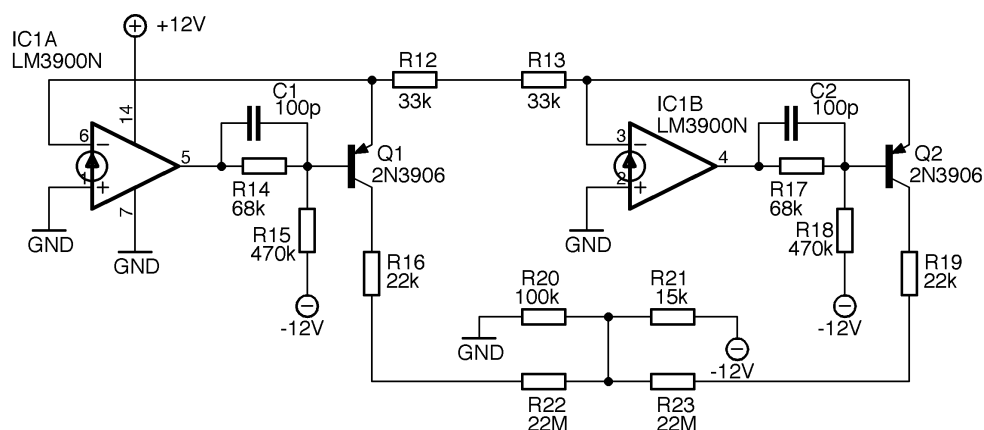 IC1A
LM3900N
+12V
14
6
1
5
7
GND
GND
C1
100p
R14
68k
R15
470k
-12V
Q1
2N3906
R16
22k
R12
33k
R13
33k
IC1B
LM3900N
3
2
4
GND
C2
100p
R17
68k
R18
470k
-12V
Q2
2N3906
R19
22k
R20
100k
R21
15k
GND
-12V
R22
22M
R23
22M